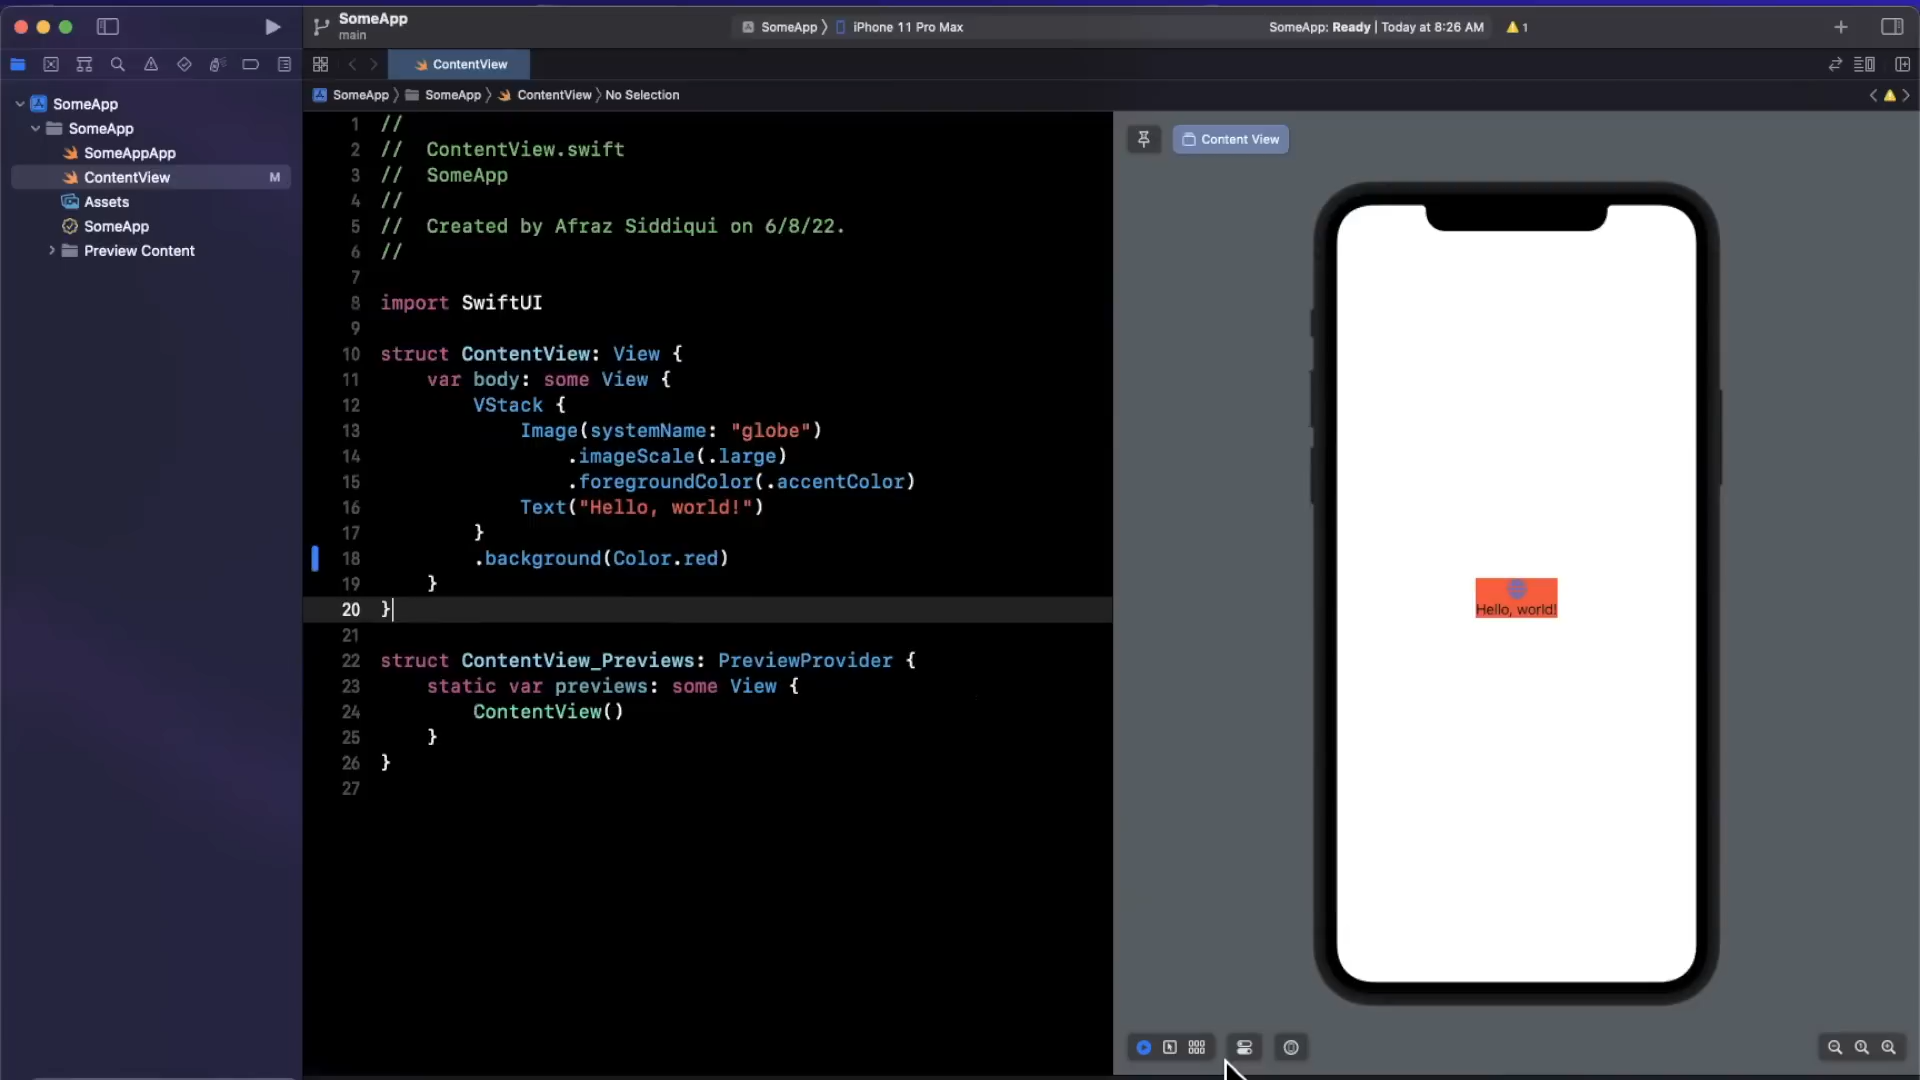 SomeApp
main
SomeApp 〉 iPhone 11 Pro Max
SomeApp: Ready | Today at 8:26 AM
1
ContentView
SomeApp 〉 SomeApp 〉 ContentView 〉 No Selection
SomeApp
SomeApp
SomeAppApp
ContentView M
Assets
SomeApp
Preview Content
1 //
2 //  ContentView.swift
3 //  SomeApp
4 //
5 //  Created by Afraz Siddiqui on 6/8/22.
6 //
7
8 import SwiftUI
9
10 struct ContentView: View {
11     var body: some View {
12         VStack {
13             Image(systemName: "globe")
14                 .imageScale(.large)
15                 .foregroundColor(.accentColor)
16             Text("Hello, world!")
17         }
18         .background(Color.red)
19     }
20 }
21
22 struct ContentView_Previews: PreviewProvider {
23     static var previews: some View {
24         ContentView()
25     }
26 }
27
Content View
Hello, world!